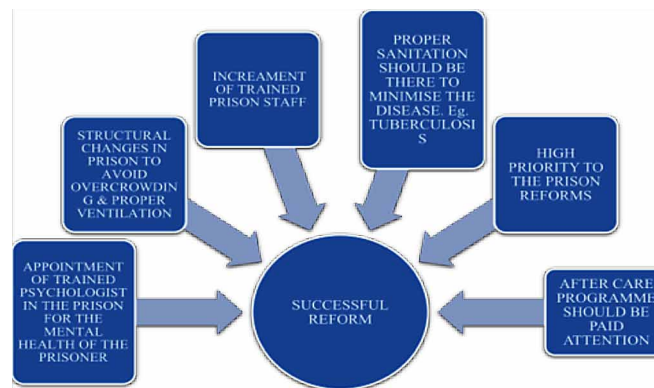 PROPER
SANITATION
SHOULD BE
THERE TO
MINIMISE THE
DISEASE. Eg.
TUBERCULOSI
S
INCREAMENT
OF TRAINED
PRISON STAFF
STRUCTURAL
CHANGES IN
PRISON TO
AVOID
OVERCROWDIN
G & PROPER
VENTILATION
HIGH
PRIORITY TO
THE PRISON
REFORMS
APPOINTMENT
OF TRAINED
PSYCHOLOGIST
IN THE PRISON
FOR THE
MENTAL
HEALTH OF THE
PRISONER
SUCCESSFUL
REFORM
AFTER CARE
PROGRAMME
SHOULD BE
PAID
ATTENTION